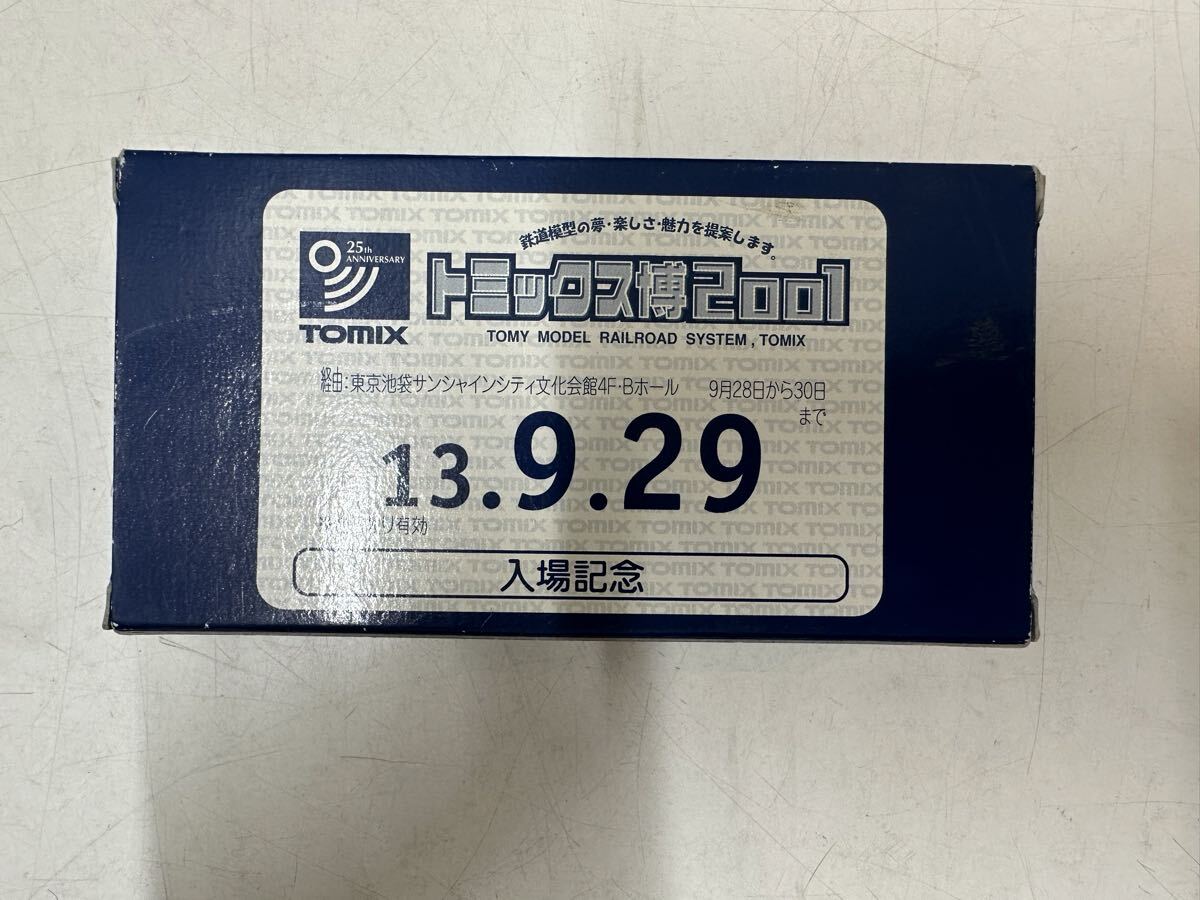 鉄道模型の夢・楽しさ・魅力を提案します。
25th
ANNIVERSARY
TOMIX
トミックス博2001
TOMY MODEL RAILROAD SYSTEM, TOMIX
経由:東京池袋サンシャインシティ文化会館4F・Bホール 9月28日から30日
まで
13.9.29
有効
入場記念